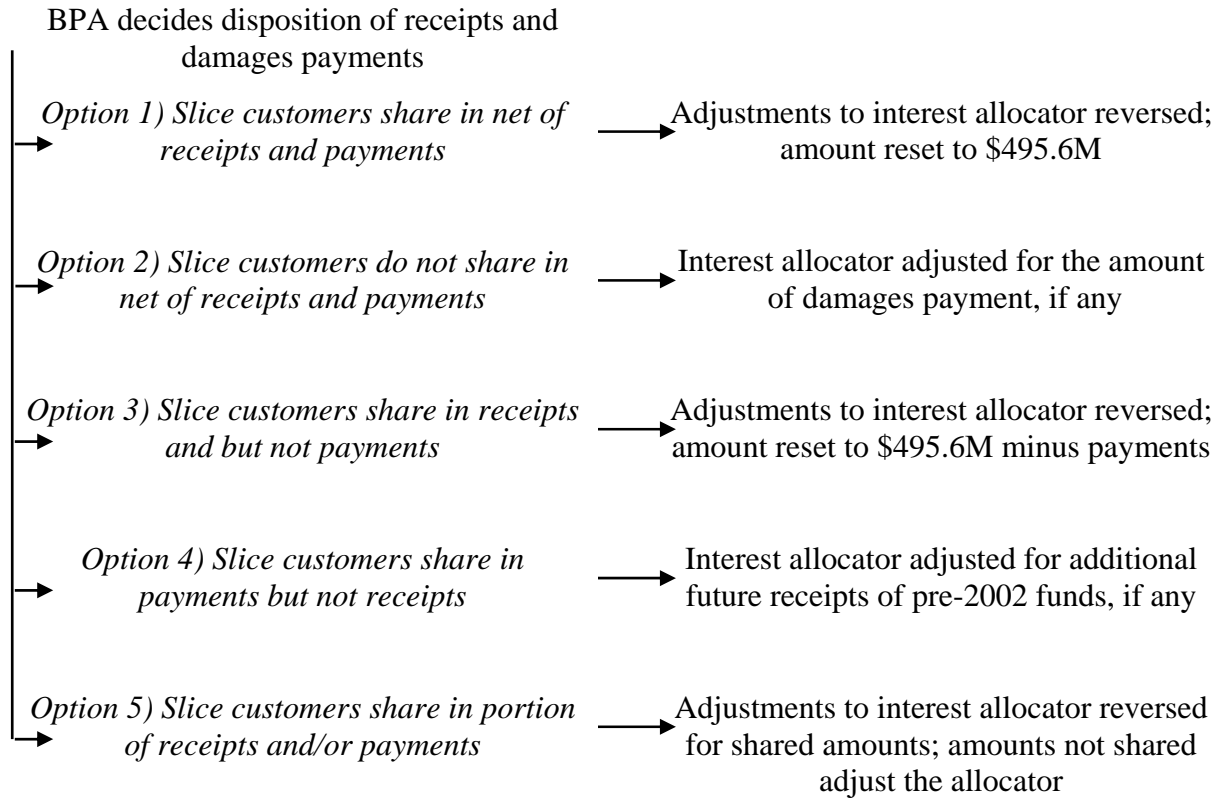 BPA decides disposition of receipts and
damages payments
Option 1) Slice customers share in net of
receipts and payments
Adjustments to interest allocator reversed;
amount reset to $495.6M
Option 2) Slice customers do not share in
net of receipts and payments
Interest allocator adjusted for the amount
of damages payment, if any
Option 3) Slice customers share in receipts
and but not payments
Adjustments to interest allocator reversed;
amount reset to $495.6M minus payments
Option 4) Slice customers share in
payments but not receipts
Interest allocator adjusted for additional
future receipts of pre-2002 funds, if any
Option 5) Slice customers share in portion
of receipts and/or payments
Adjustments to interest allocator reversed
for shared amounts; amounts not shared
adjust the allocator